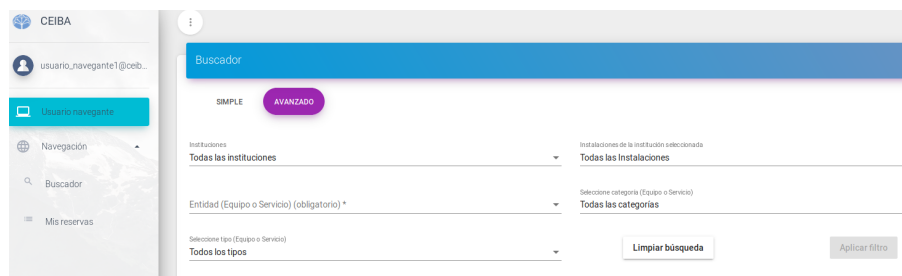 CEIBA
usuario_navegante1@ceib...
Usuario navegante
Navegación
Buscador
Mis reservas
Buscador
SIMPLE
AVANZADO
Instituciones
Todas las instituciones
Instalaciones de la institución seleccionada
Todas las Instalaciones
Entidad (Equipo o Servicio) (obligatorio) *
Seleccione categoría (Equipo o Servicio)
Todas las categorías
Seleccione tipo (Equipo o Servicio)
Todos los tipos
Limpiar búsqueda
Aplicar filtro